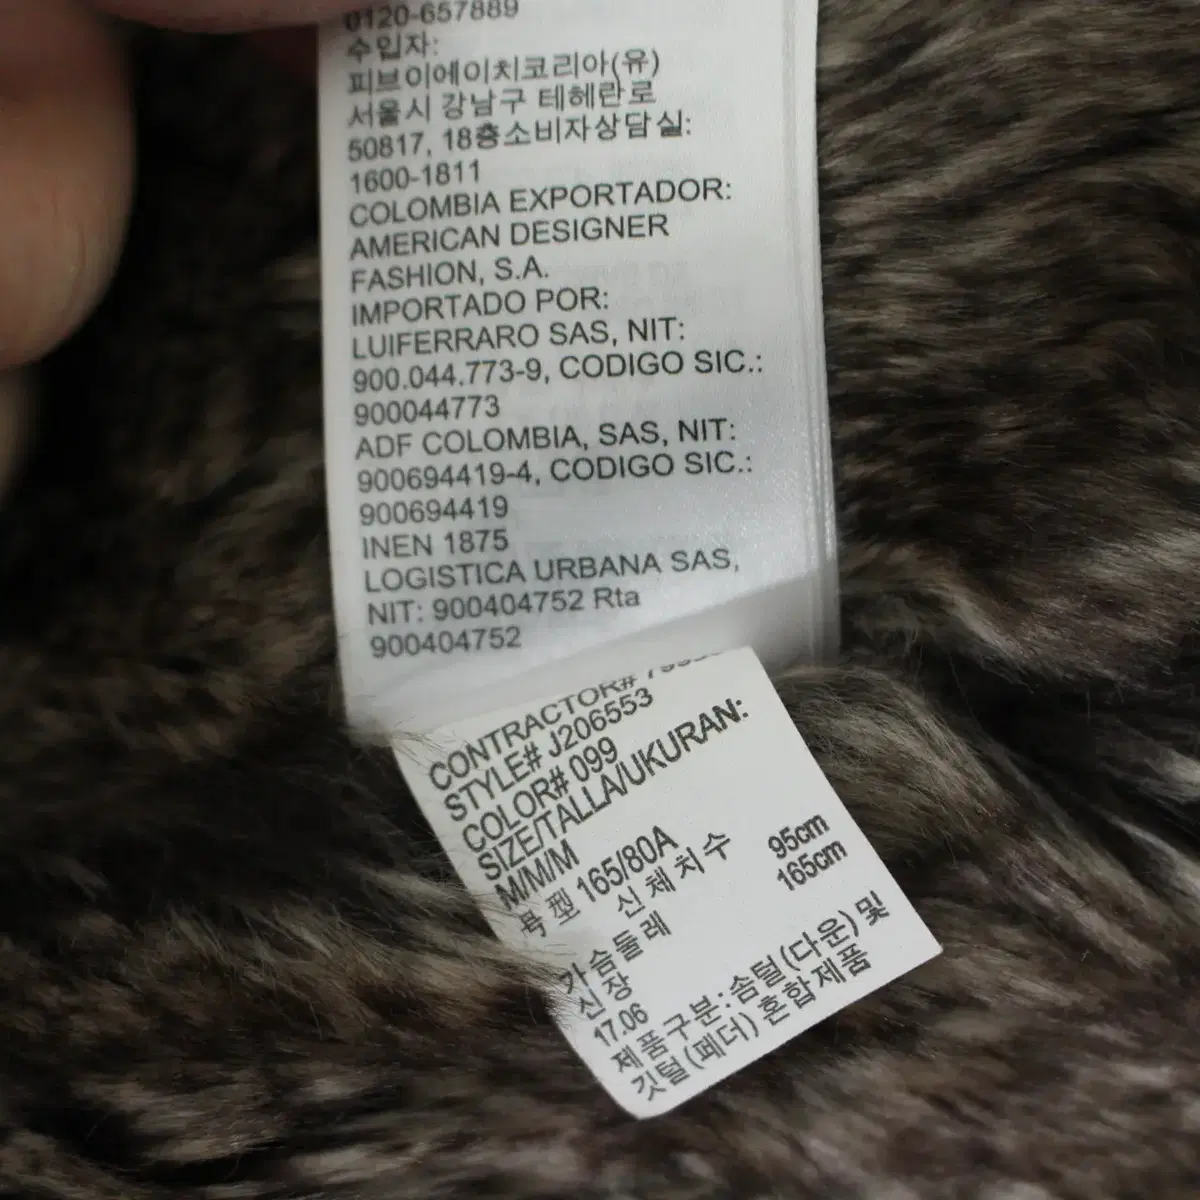 0120-657889
수입자:
피브이에이치코리아(유)
서울시 강남구 테헤란로
50817, 18층소비자상담실:
1600-1811
COLOMBIA EXPORTADOR:
AMERICAN DESIGNER
FASHION, S.A.
IMPORTADO POR:
LUIFERRARO SAS, NIT:
900.044.773-9, CODIGO SIC.:
900044773
ADF COLOMBIA, SAS, NIT:
900694419-4, CODIGO SIC.:
900694419
INEN 1875
LOGISTICA URBANA SAS,
NIT: 900404752 Rta
900404752
CONTRACTOR#
STYLE# J206553
COLOR# 099
SIZE/TALLA/UKURAN:
M/M/M
号型 165/80A
신체치수
가슴둘레 95cm
신장 165cm
17.06
제품구분:솜털(다운) 및
깃털(페더) 혼합제품